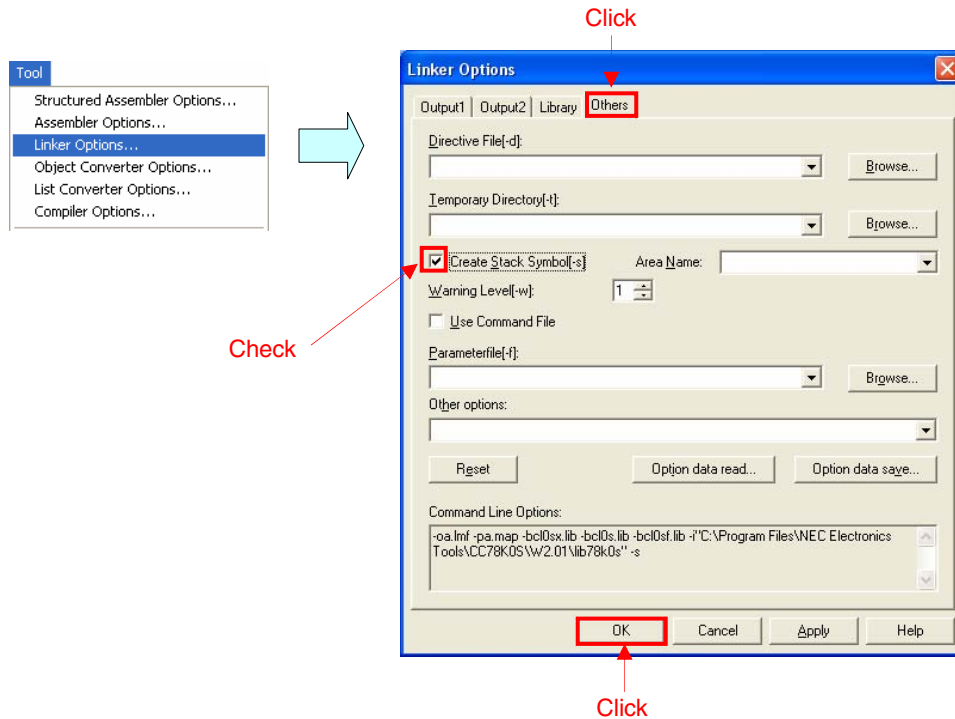 Click
Tool
Structured Assembler Options...
Assembler Options...
Linker Options...
Object Converter Options...
List Converter Options...
Compiler Options...
Linker Options
Output1 Output2 Library Others
Directive File[-d]:
Browse...
Temporary Directory[-t]:
Browse...
Create Stack Symbol[-s] Area Name:
Warning Level[-w]: 1
Check
Use Command File
Parameterfile[-f]:
Browse...
Other options:
Reset Option data read... Option data save...
Command Line Options:
-oa.lmf -pa.map -bcl0sx.lib -bcl0s.lib -bcl0sf.lib -i"C:\Program Files\NEC Electronics
Tools\CC78K0S\W2.01\lib78k0s" -s
OK Cancel Apply Help
Click